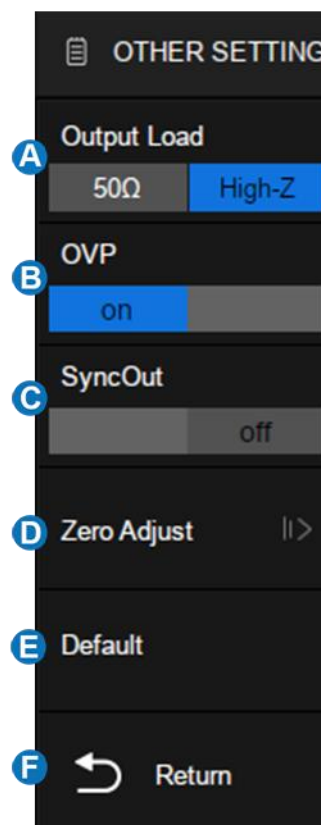 OTHER SETTING
A
Output Load
50Ω High-Z
B
OVP
on
C
SyncOut
off
D Zero Adjust
E Default
F Return